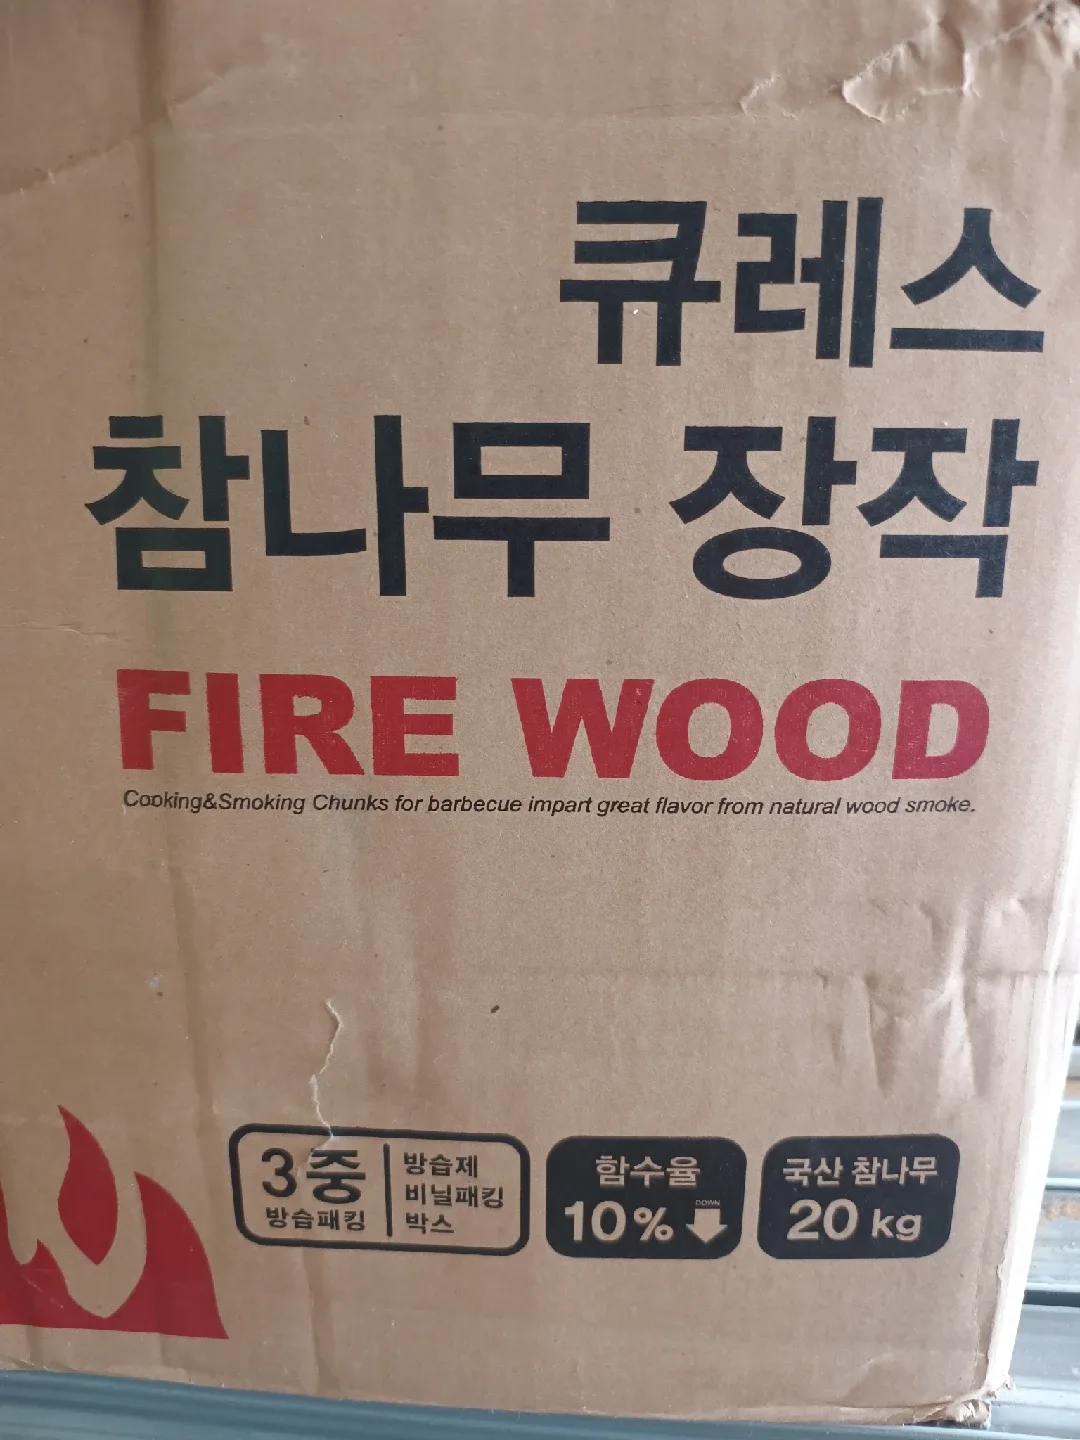 큐레스
참나무 장작
FIRE WOOD
Cooking&Smoking Chunks for barbecue impart great flavor from natural wood smoke.
3중
방습패킹
방습제
비닐패킹
박스
함수율
10% DOWN
국산 참나무
20 kg